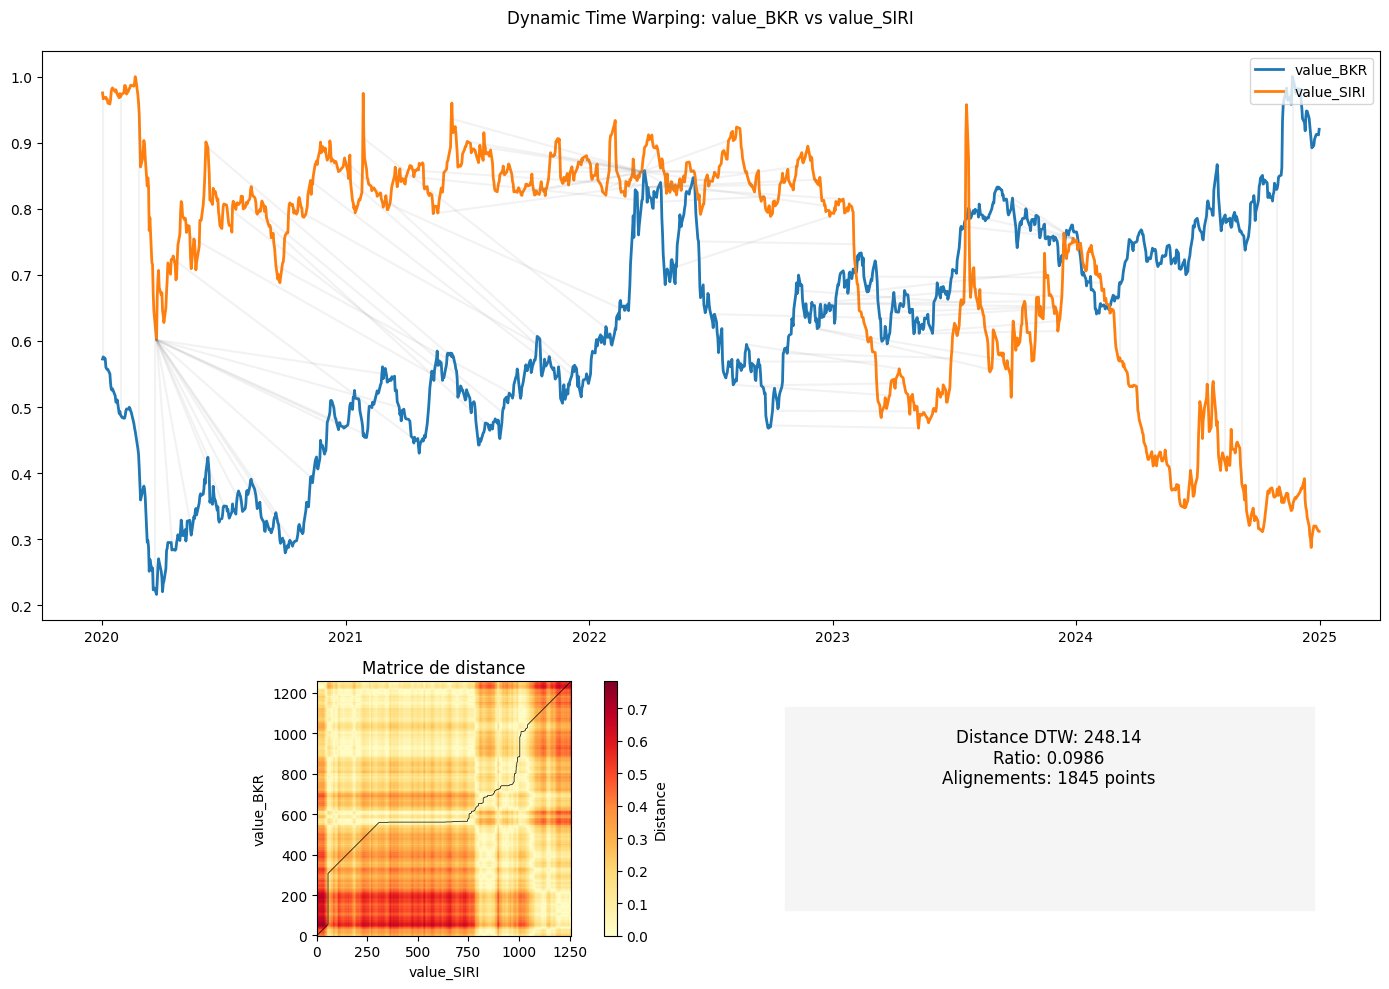 Dynamic Time Warping: value_BKR vs value_SIRI
value_BKR
value_SIRI
1.0
0.9
0.8
0.7
0.6
0.5
0.4
0.3
0.2
2020 2021 2022 2023 2024 2025
Matrice de distance
value_BKR
1200
1000
800
600
400
200
0
0 250 500 750 1000 1250
value_SIRI
0.7
0.6
0.5
0.4
0.3
0.2
0.1
0.0
Distance
Distance DTW: 248.14
Ratio: 0.0986
Alignements: 1845 points